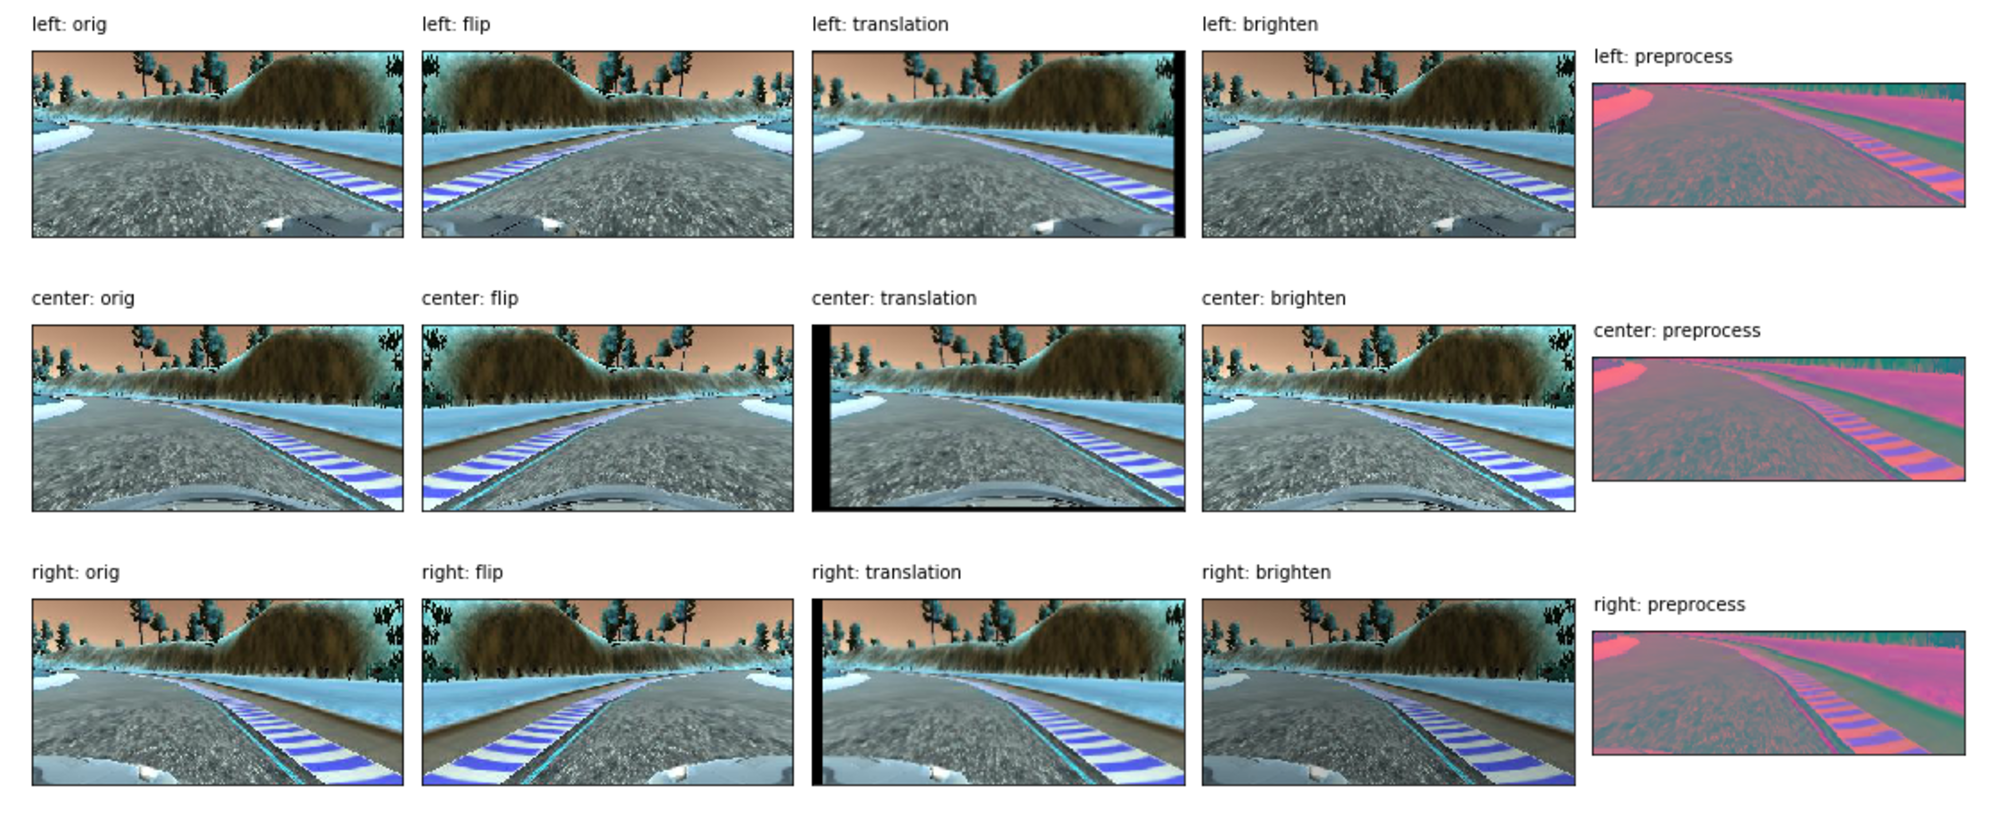 left: orig
left: flip
left: translation
left: brighten
left: preprocess
center: orig
center: flip
center: translation
center: brighten
center: preprocess
right: orig
right: flip
right: translation
right: brighten
right: preprocess